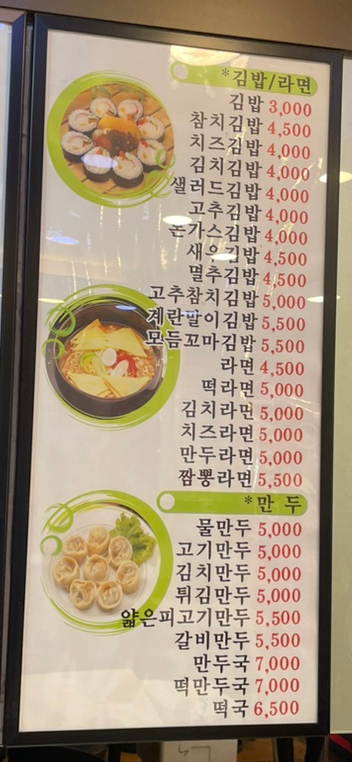 *김밥/라면
김밥 3,000
참치김밥 4,500
치즈김밥 4,000
김치김밥 4,000
샐러드김밥 4,000
고추김밥 4,000
돈가스김밥 4,000
새우김밥 4,500
멸추김밥 4,500
고추참치김밥 5,000
계란말이김밥 5,500
모듬꼬마김밥 5,500
라면 4,500
떡라면 5,000
김치라면 5,000
치즈라면 5,000
만두라면 5,000
짬뽕라면 5,500
*만 두
물만두 5,000
고기만두 5,000
김치만두 5,000
튀김만두 5,000
얇은피고기만두 5,500
갈비만두 5,500
만두국 7,000
떡만두국 7,000
떡국 6,500